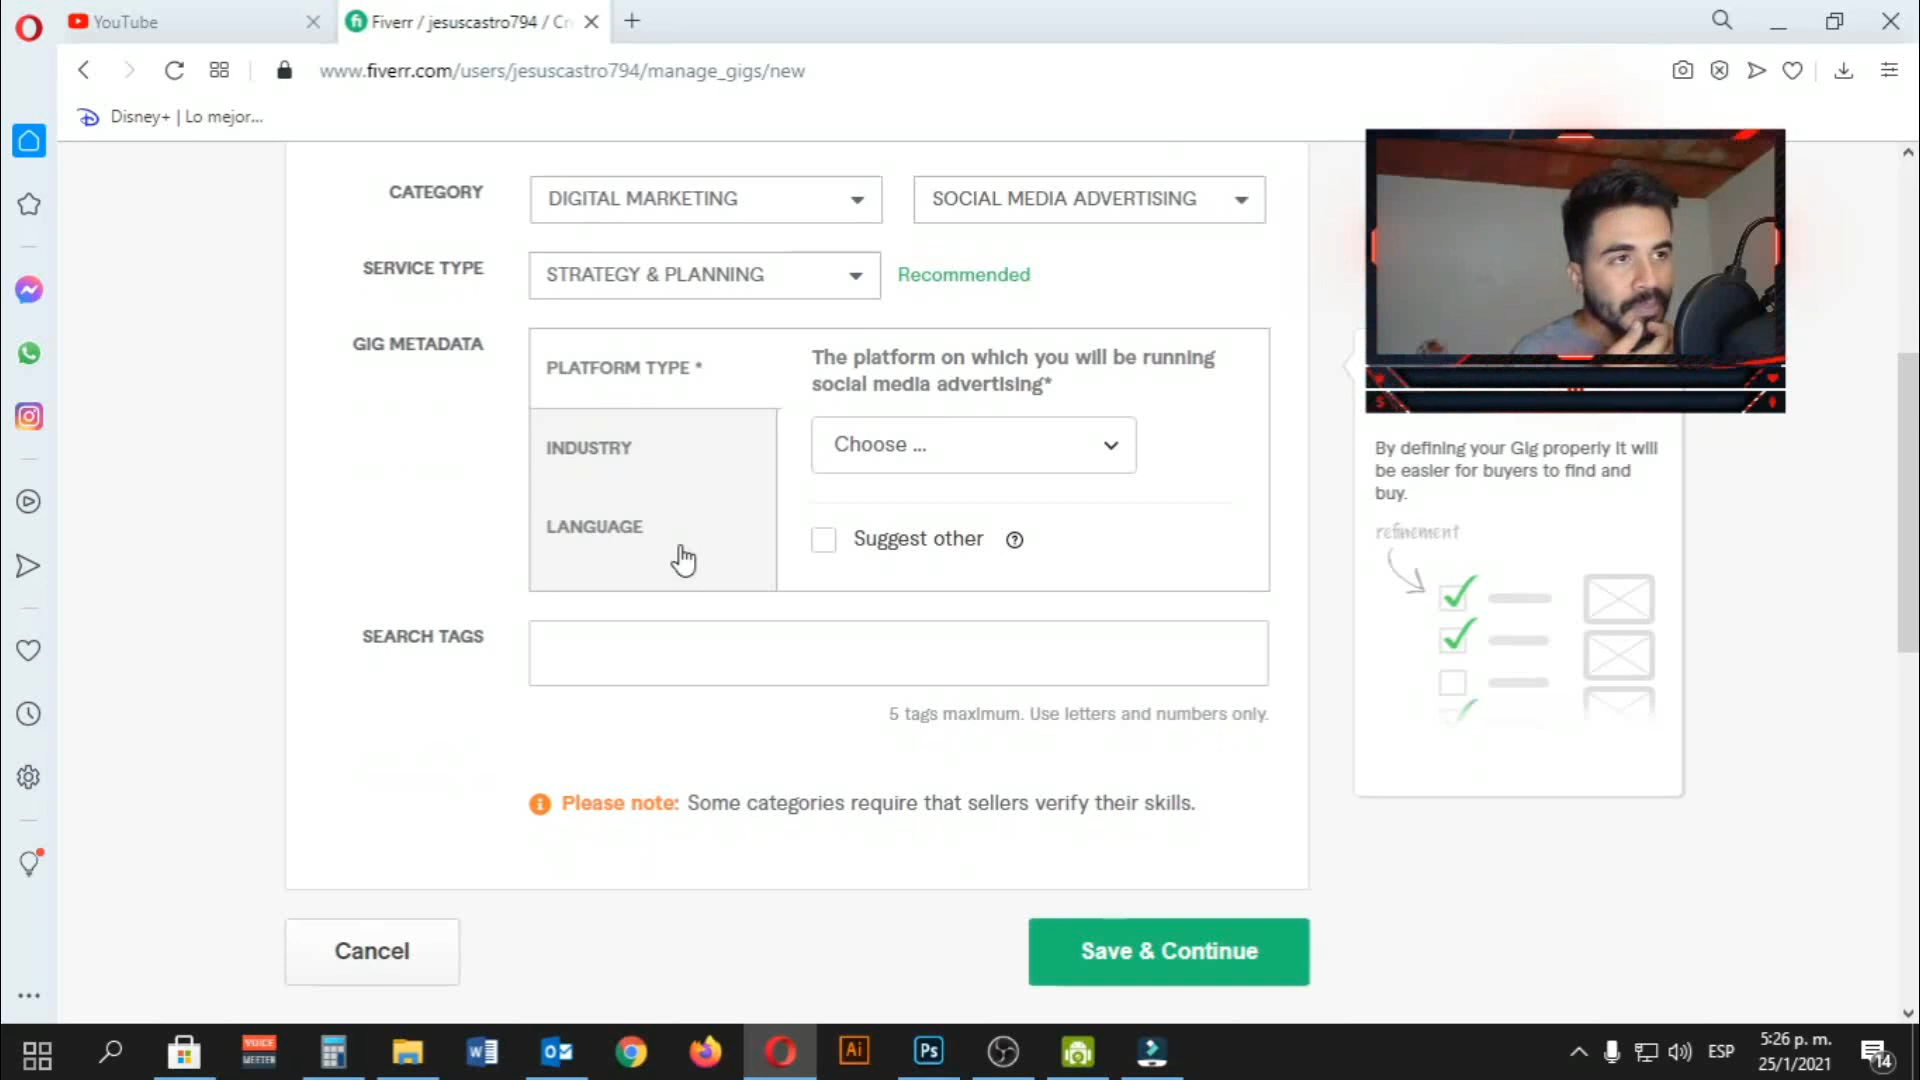 YouTube
Fiverr / jesuscastro794 / Cr
www.fiverr.com/users/jesuscastro794/manage_gigs/new
Disney+ | Lo mejor...
CATEGORY
DIGITAL MARKETING
SOCIAL MEDIA ADVERTISING
SERVICE TYPE
STRATEGY & PLANNING
Recommended
GIG METADATA
PLATFORM TYPE *
The platform on which you will be running
social media advertising*
INDUSTRY
Choose ...
LANGUAGE
Suggest other
SEARCH TAGS
5 tags maximum. Use letters and numbers only.
Please note: Some categories require that sellers verify their skills.
Cancel
Save & Continue
By defining your Gig properly it will
be easier for buyers to find and
buy.
refinement
VOICE
MEETER
Ai
Ps
ESP
5:26 p. m.
25/1/2021
14